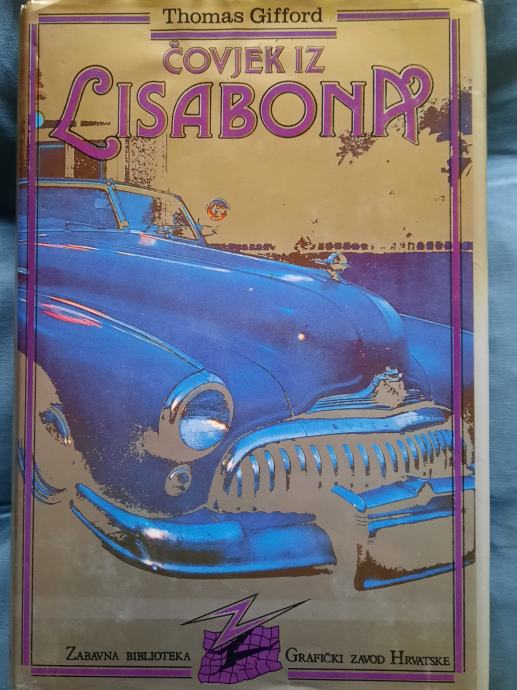 Thomas Gifford
ČOVJEK IZ
LISABONA
ZABAVNA BIBLIOTEKA
GRAFIČKI ZAVOD HRVATSKE